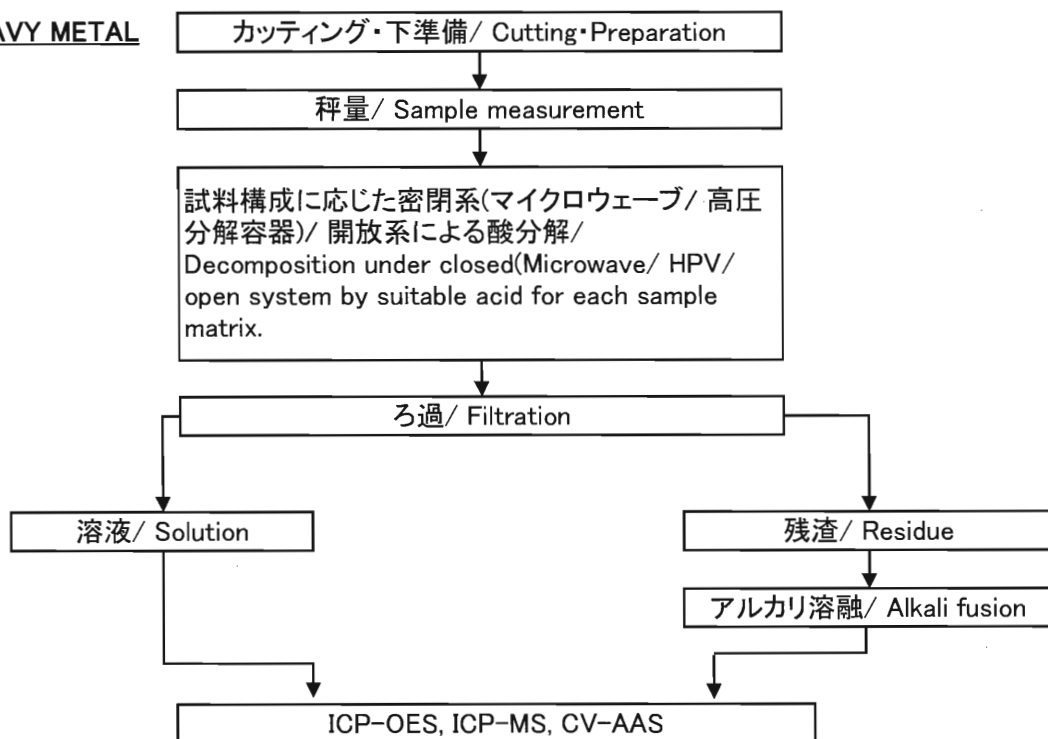 AVY METAL
カッティング・下準備/ Cutting・Preparation
秤量/ Sample measurement
試料構成に応じた密閉系(マイクロウェーブ/ 高圧
分解容器)/ 開放系による酸分解/
Decomposition under closed(Microwave/ HPV/
open system by suitable acid for each sample
matrix.
ろ過/ Filtration
溶液/ Solution
残渣/ Residue
アルカリ溶融/ Alkali fusion
ICP-OES, ICP-MS, CV-AAS